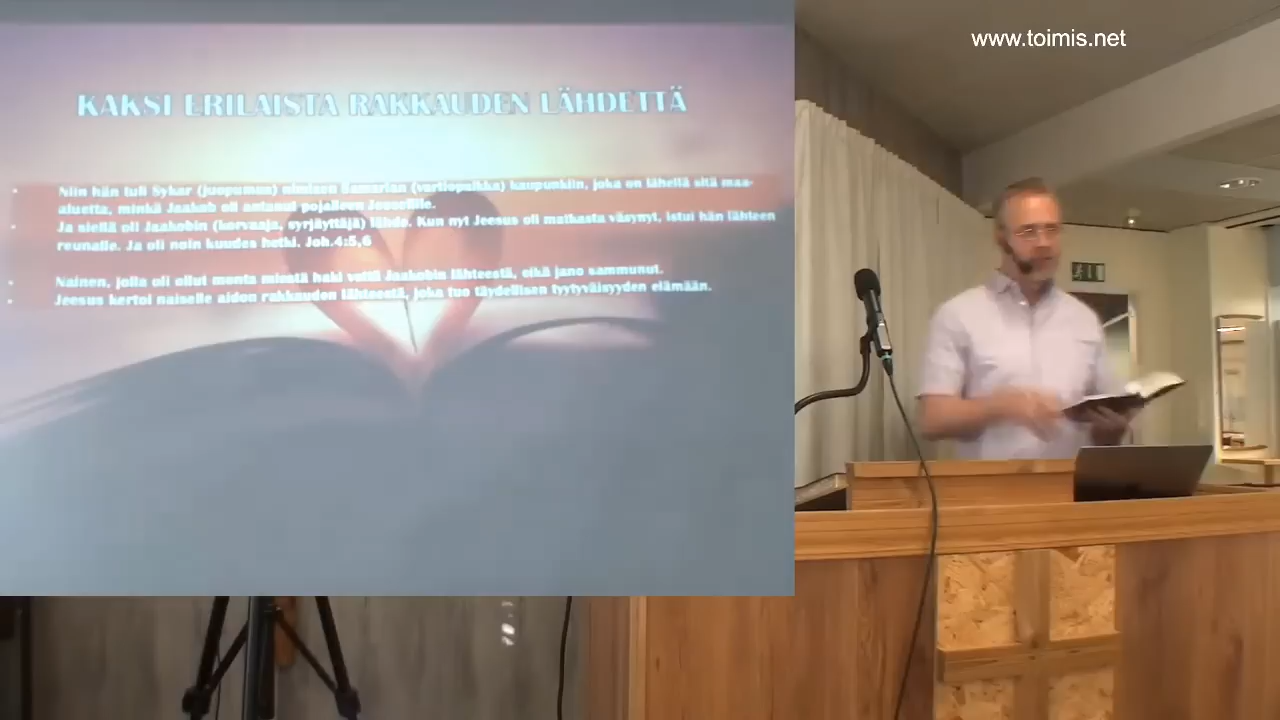 www.toimis.net
KAKSI ERILAISTA RAKKAUDEN LÄHDETTÄ
• Niin hän tuli Sykar (juopumus) nimisen Samarian (vartiopaikka) kaupunkiin, joka on lähellä sitä maa-
aluetta, minkä Jaakob oli antanut pojalleen Joosefille.
• Ja siellä oli Jaakobin (korvaaja, syrjäyttäjä) lähde. Kun nyt Jeesus oli matkasta väsynyt, istui hän lähteen
reunalle. Ja oli noin kuudes hetki. Joh.4:5,6
• Nainen, jolla oli ollut monta miestä haki vettä Jaakobin lähteestä, eikä jano sammunut.
• Jeesus kertoi naiselle aidon rakkauden lähteestä, joka tuo täydellisen tyytyväisyyden elämään.